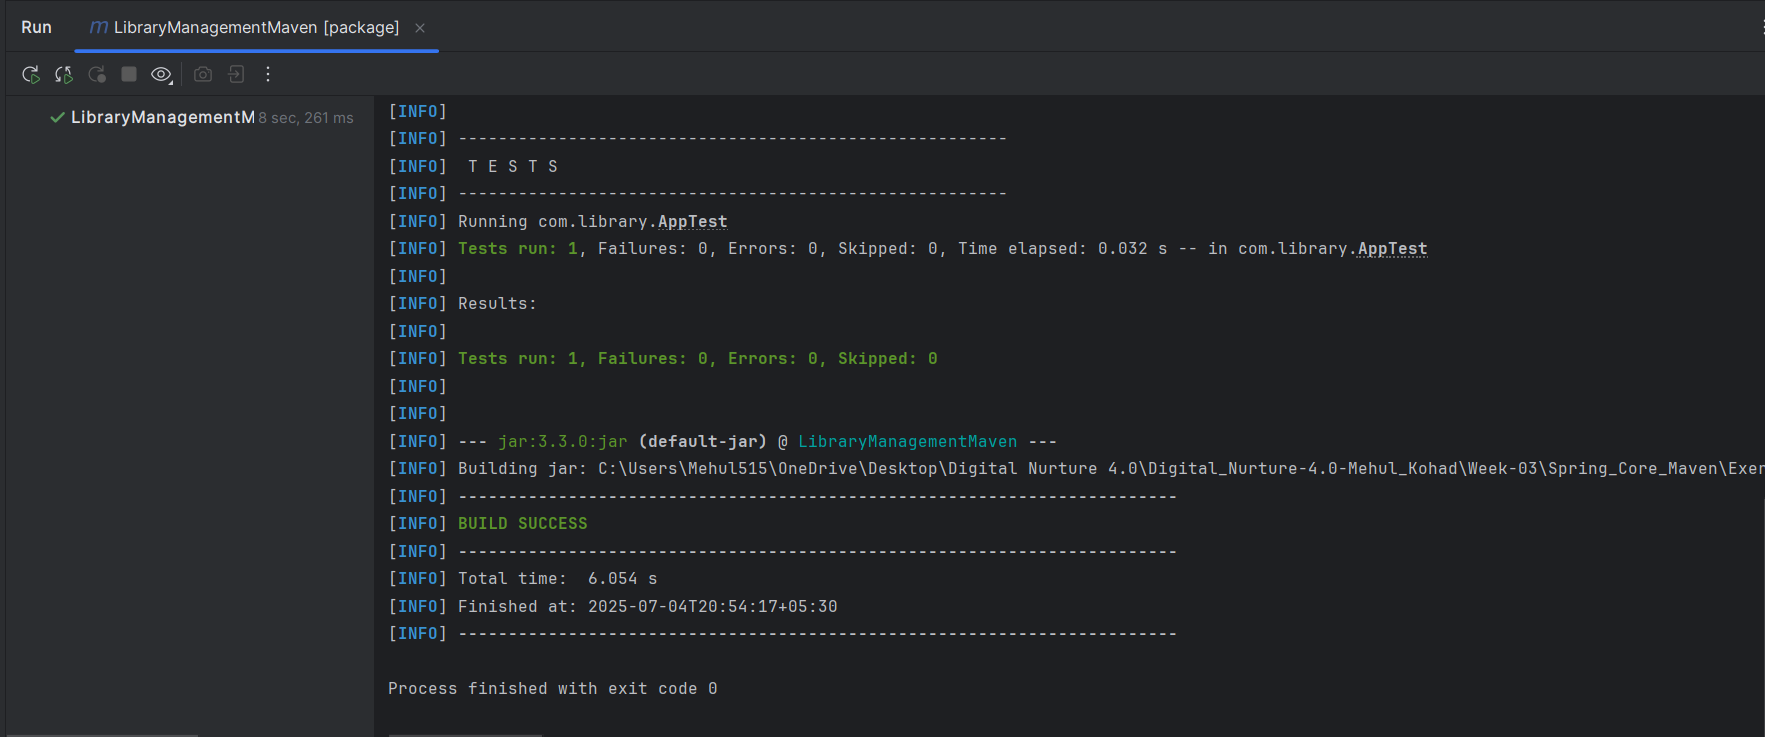 Run
LibraryManagementMaven [package]
LibraryManagementM 8 sec, 261 ms
[INFO]
[INFO] -------------------------------------------------------
[INFO]  T E S T S
[INFO] -------------------------------------------------------
[INFO] Running com.library.AppTest
[INFO] Tests run: 1, Failures: 0, Errors: 0, Skipped: 0, Time elapsed: 0.032 s -- in com.library.AppTest
[INFO]
[INFO] Results:
[INFO]
[INFO] Tests run: 1, Failures: 0, Errors: 0, Skipped: 0
[INFO]
[INFO]
[INFO] --- jar:3.3.0:jar (default-jar) @ LibraryManagementMaven ---
[INFO] Building jar: C:\Users\Mehul515\OneDrive\Desktop\Digital Nurture 4.0\Digital_Nurture-4.0-Mehul_Kohad\Week-03\Spring_Core_Maven\Exer
[INFO] ------------------------------------------------------------------------
[INFO] BUILD SUCCESS
[INFO] ------------------------------------------------------------------------
[INFO] Total time:  6.054 s
[INFO] Finished at: 2025-07-04T20:54:17+05:30
[INFO] ------------------------------------------------------------------------
Process finished with exit code 0